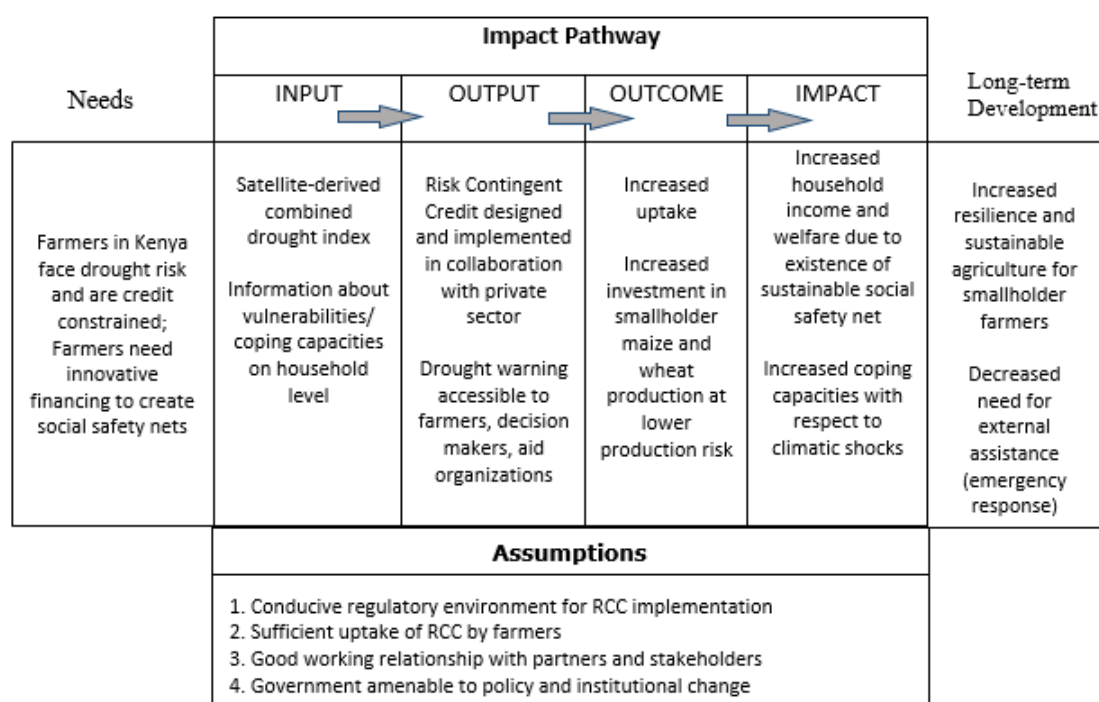 Impact Pathway
Needs
INPUT
OUTPUT
OUTCOME
IMPACT
Long-term
Development
Farmers in Kenya
face drought risk
and are credit
constrained;
Farmers need
innovative
financing to create
social safety nets
Satellite-derived
combined
drought index
Information about
vulnerabilities/
coping capacities
on household
level
Risk Contingent
Credit designed
and implemented
in collaboration
with private
sector
Drought warning
accessible to
farmers, decision
makers, aid
organizations
Increased
uptake
Increased
investment in
smallholder
maize and
wheat
production at
lower
production risk
Increased
household
income and
welfare due to
existence of
sustainable social
safety net
Increased coping
capacities with
respect to
climatic shocks
Increased
resilience and
sustainable
agriculture for
smallholder
farmers
Decreased
need for
external
assistance
(emergency
response)
Assumptions
1. Conducive regulatory environment for RCC implementation
2. Sufficient uptake of RCC by farmers
3. Good working relationship with partners and stakeholders
4. Government amenable to policy and institutional change